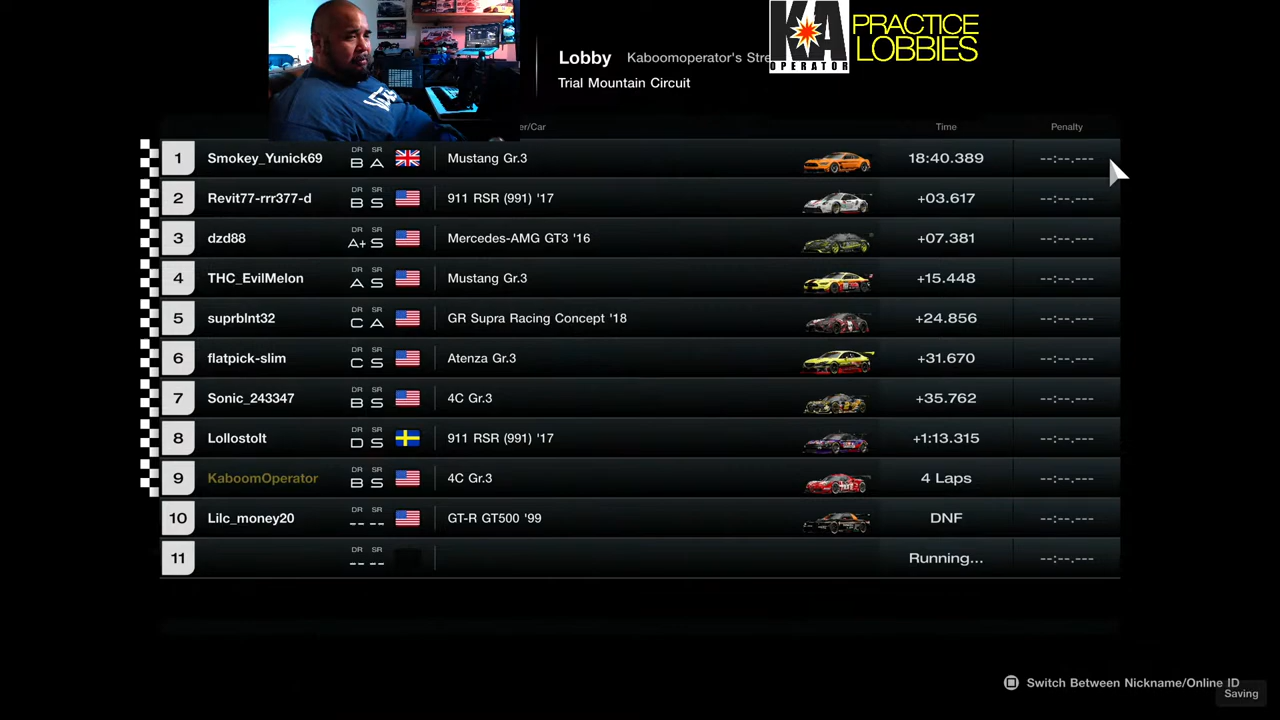 KA
OPERATOR
PRACTICE
LOBBIES
Lobby Kaboomoperator's Stre
Trial Mountain Circuit
er/Car Time Penalty
1 Smokey_Yunick69 DR B SR A Mustang Gr.3 18:40.389 --:--.---
2 Revit77-rrr377-d DR B SR S 911 RSR (991) '17 +03.617 --:--.---
3 dzd88 DR A+ SR S Mercedes-AMG GT3 '16 +07.381 --:--.---
4 THC_EvilMelon DR A SR S Mustang Gr.3 +15.448 --:--.---
5 suprblnt32 DR C SR A GR Supra Racing Concept '18 +24.856 --:--.---
6 flatpick-slim DR C SR S Atenza Gr.3 +31.670 --:--.---
7 Sonic_243347 DR B SR S 4C Gr.3 +35.762 --:--.---
8 Lollostolt DR D SR S 911 RSR (991) '17 +1:13.315 --:--.---
9 KaboomOperator DR B SR S 4C Gr.3 4 Laps --:--.---
10 Lilc_money20 DR -- SR -- GT-R GT500 '99 DNF --:--.---
11 DR -- SR -- Running... --:--.---
Switch Between Nickname/Online ID
Saving